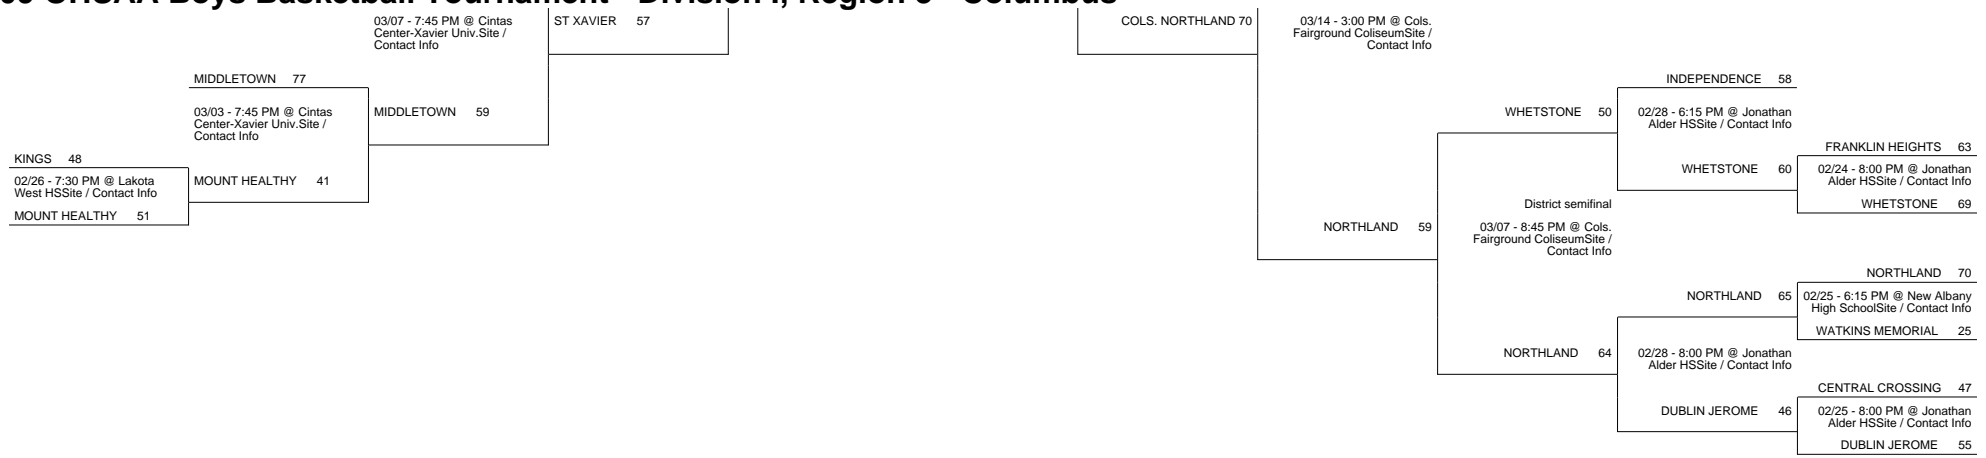 03/07 - 7:45 PM @ Cintas
Center-Xavier Univ.Site /
Contact Info
ST XAVIER 57
MIDDLETOWN 77
03/03 - 7:45 PM @ Cintas
Center-Xavier Univ.Site /
Contact Info
MIDDLETOWN 59
KINGS 48
02/26 - 7:30 PM @ Lakota
West HSSite / Contact Info
MOUNT HEALTHY 41
MOUNT HEALTHY 51
COLS. NORTHLAND 70
03/14 - 3:00 PM @ Cols.
Fairground ColiseumSite /
Contact Info
INDEPENDENCE 58
WHETSTONE 50
02/28 - 6:15 PM @ Jonathan
Alder HSSite / Contact Info
FRANKLIN HEIGHTS 63
WHETSTONE 60
02/24 - 8:00 PM @ Jonathan
Alder HSSite / Contact Info
WHETSTONE 69
District semifinal
NORTHLAND 59
03/07 - 8:45 PM @ Cols.
Fairground ColiseumSite /
Contact Info
NORTHLAND 70
NORTHLAND 65
02/25 - 6:15 PM @ New Albany
High SchoolSite / Contact Info
WATKINS MEMORIAL 25
NORTHLAND 64
02/28 - 8:00 PM @ Jonathan
Alder HSSite / Contact Info
CENTRAL CROSSING 47
DUBLIN JEROME 46
02/25 - 8:00 PM @ Jonathan
Alder HSSite / Contact Info
DUBLIN JEROME 55